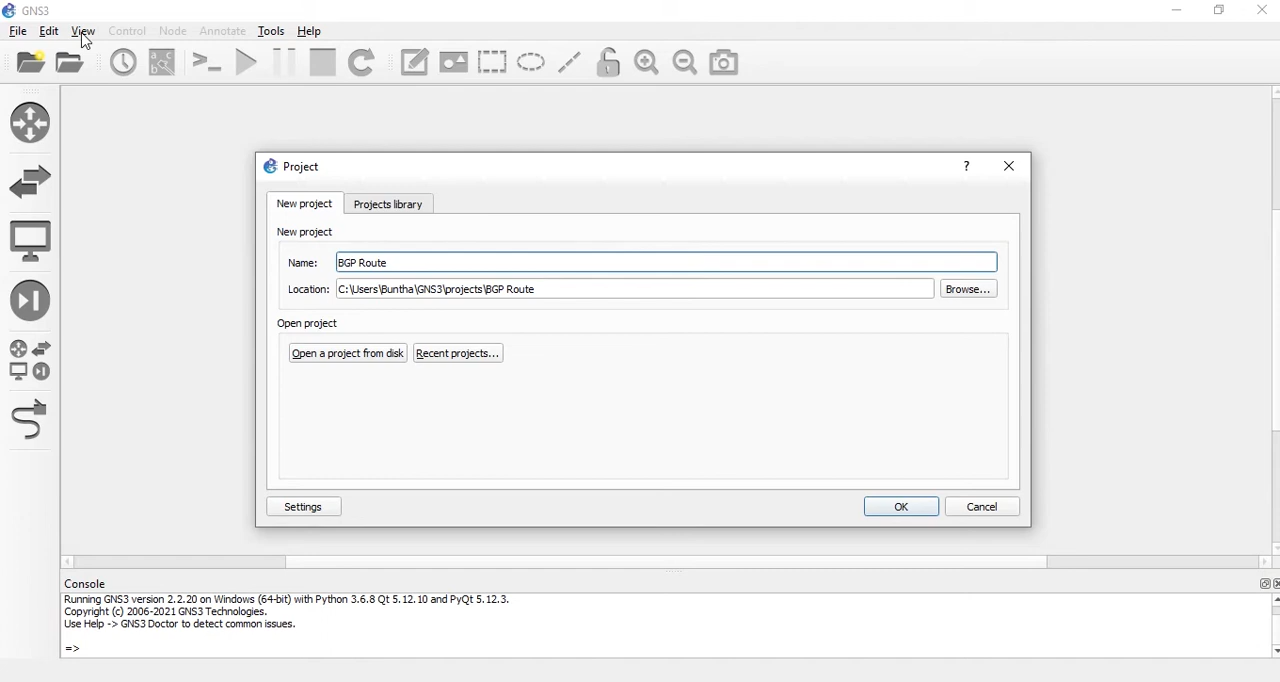 GNS3
File Edit View Control Node Annotate Tools Help
Project
?
New project Projects library
New project
Name: BGP Route
Location: C:\Users\Buntha\GNS3\projects\BGP Route Browse...
Open project
Open a project from disk Recent projects...
Settings OK Cancel
Console
Running GNS3 version 2.2.20 on Windows (64-bit) with Python 3.6.8 Qt 5.12.10 and PyQt 5.12.3.
Copyright (c) 2006-2021 GNS3 Technologies.
Use Help -> GNS3 Doctor to detect common issues.
=>